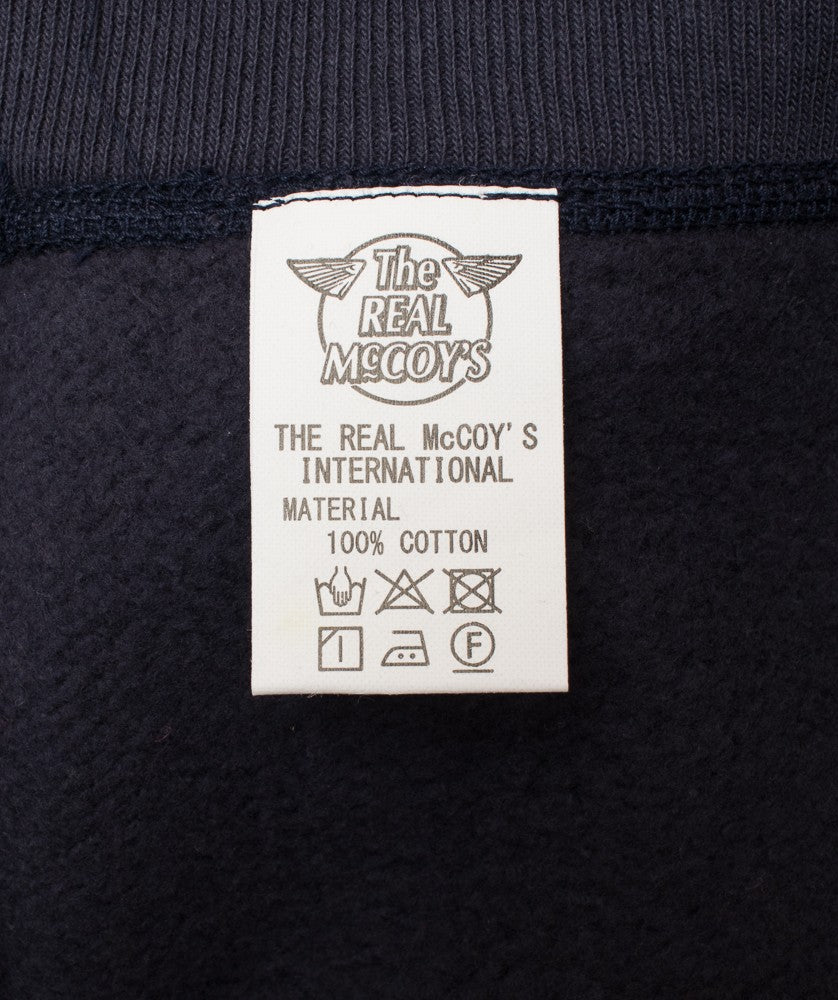 The
REAL
McCOY'S
THE REAL McCOY'S
INTERNATIONAL
MATERIAL
100% COTTON
F